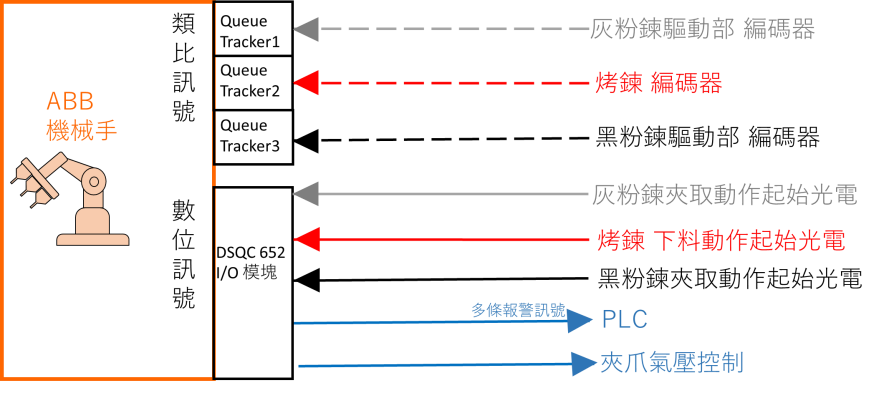 ABB
機械手
類比訊號
數位訊號
Queue
Tracker1
Queue
Tracker2
Queue
Tracker3
DSQC 652
I/O 模塊
灰粉鍊驅動部 編碼器
烤鍊 編碼器
黑粉鍊驅動部 編碼器
灰粉鍊夾取動作起始光電
烤鍊 下料動作起始光電
黑粉鍊夾取動作起始光電
多條報警訊號
PLC
夾爪氣壓控制